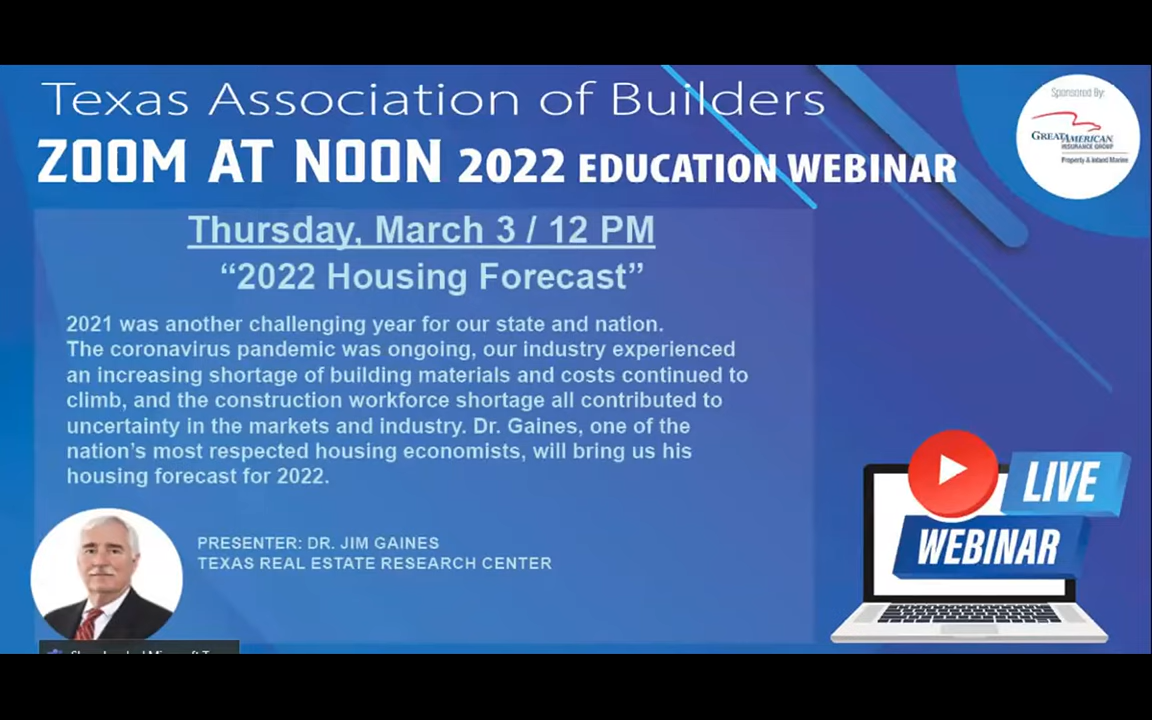 Texas Association of Builders
ZOOM AT NOON 2022 EDUCATION WEBINAR
Sponsored By:
GREATAMERICAN
INSURANCE GROUP
Property & Inland Marine
Thursday, March 3 / 12 PM
“2022 Housing Forecast”
2021 was another challenging year for our state and nation.
The coronavirus pandemic was ongoing, our industry experienced
an increasing shortage of building materials and costs continued to
climb, and the construction workforce shortage all contributed to
uncertainty in the markets and industry. Dr. Gaines, one of the
nation’s most respected housing economists, will bring us his
housing forecast for 2022.
PRESENTER: DR. JIM GAINES
TEXAS REAL ESTATE RESEARCH CENTER
LIVE
WEBINAR